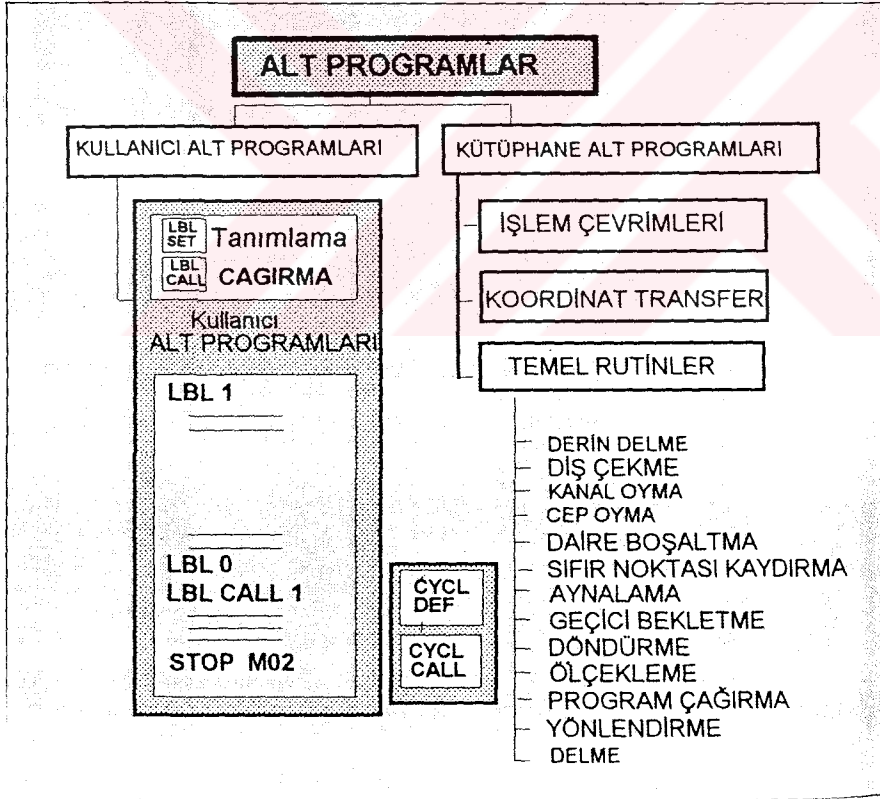 ALT PROGRAMLAR
KULLANICI ALT PROGRAMLARI
KÜTÜPHANE ALT PROGRAMLARI
LBL
SET
Tanımlama
LBL
CALL
CAGIRMA
Kullanıcı
ALT PROGRAMLARI
LBL 1
LBL 0
LBL CALL 1
STOP M02
CYCL
DEF
CYCL
CALL
İŞLEM ÇEVRİMLERİ
KOORDİNAT TRANSFER
TEMEL RUTİNLER
DERİN DELME
DİŞ ÇEKME
KANAL OYMA
CEP OYMA
DAİRE BOŞALTMA
SIFIR NOKTASI KAYDIRMA
AYNALAMA
GEÇİCİ BEKLETME
DÖNDÜRME
ÖLÇEKLEME
PROGRAM ÇAĞIRMA
YÖNLENDİRME
DELME